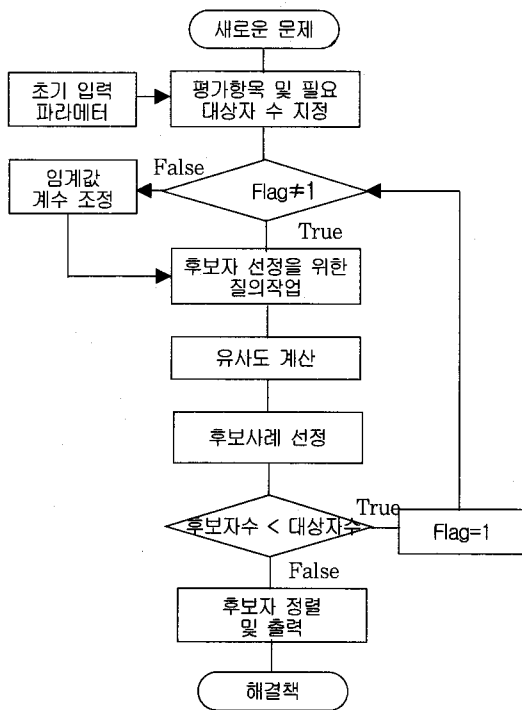 새로운 문제
초기 입력
파라메터
평가항목 및 필요
대상자 수 지정
False
임계값
계수 조정
Flag≠1
True
후보자 선정을 위한
질의작업
유사도 계산
후보사례 선정
후보자수 < 대상자수
True
Flag=1
False
후보자 정렬
및 출력
해결책